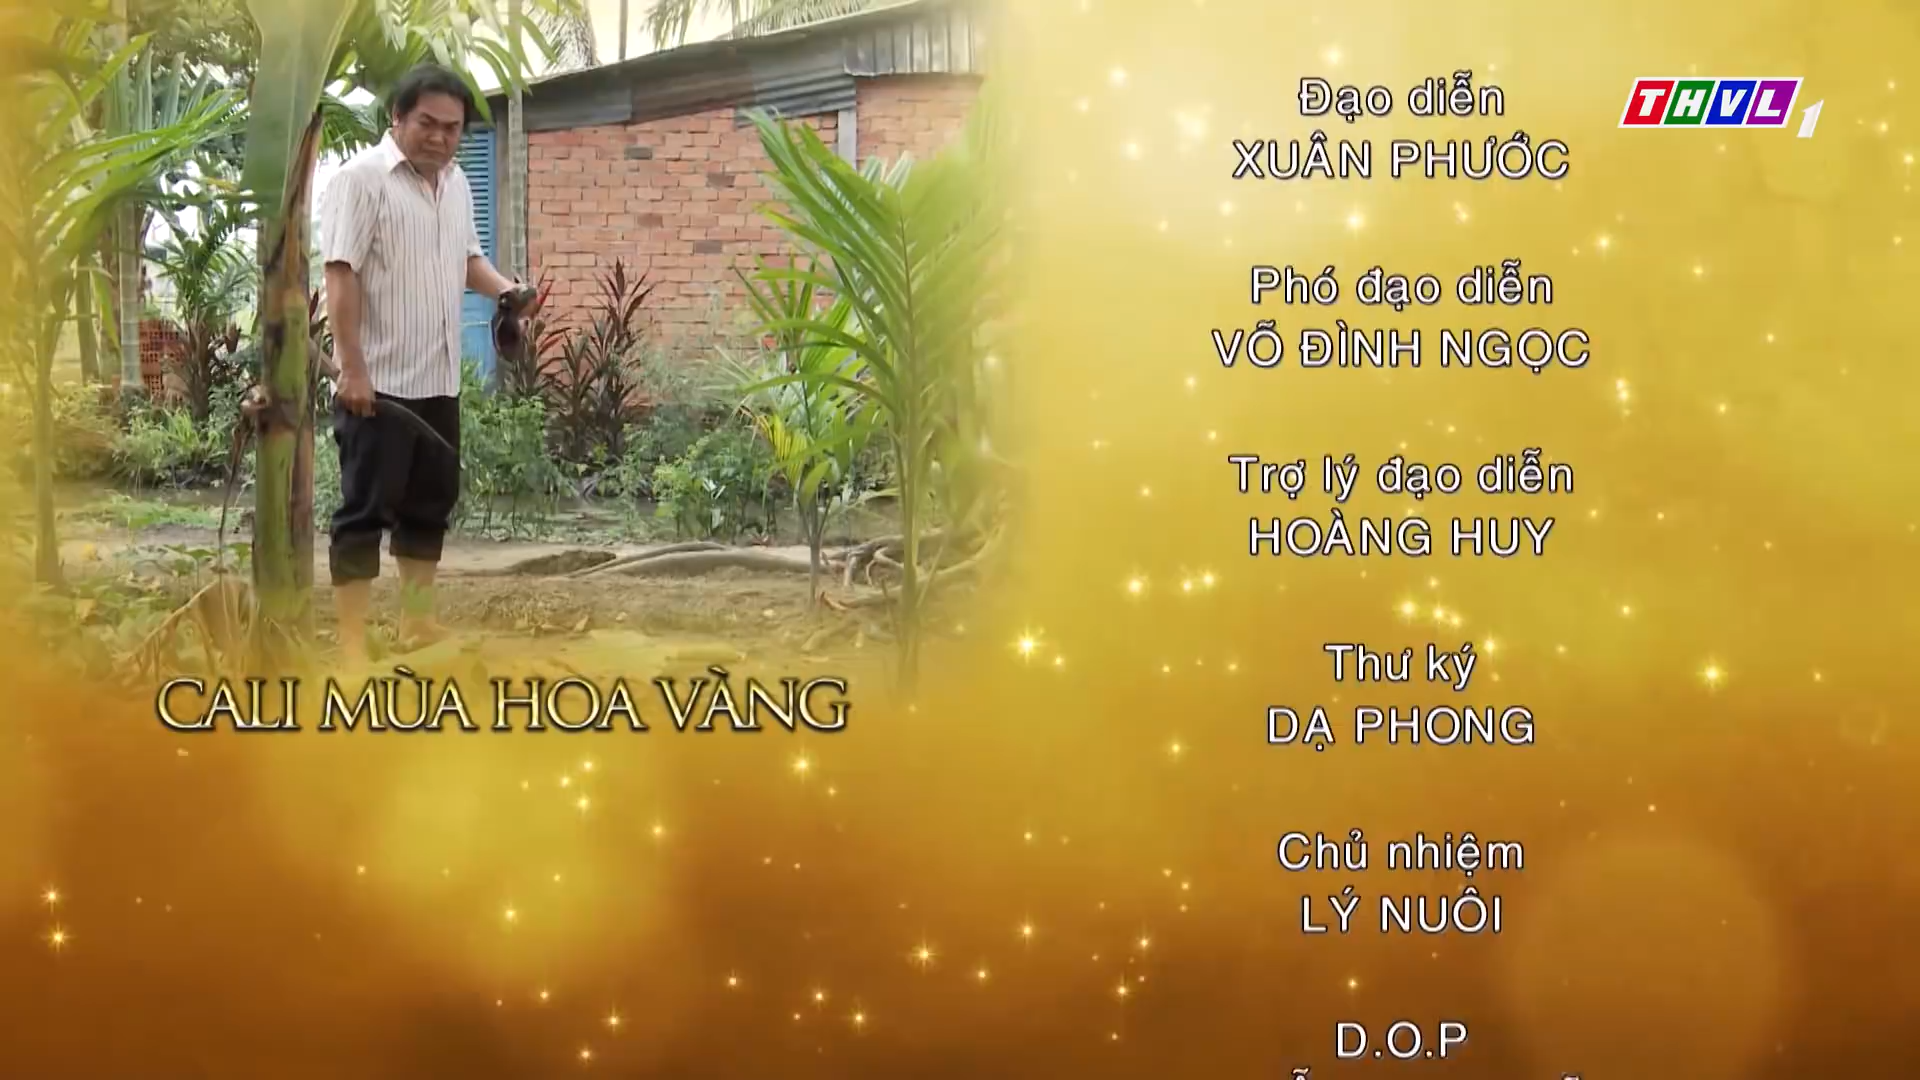 THVL1
Đạo diễn
XUÂN PHƯỚC
Phó đạo diễn
VÕ ĐÌNH NGỌC
Trợ lý đạo diễn
HOÀNG HUY
Thư ký
DẠ PHONG
Chủ nhiệm
LÝ NUÔI
D.O.P
CALI MÙA HOA VÀNG